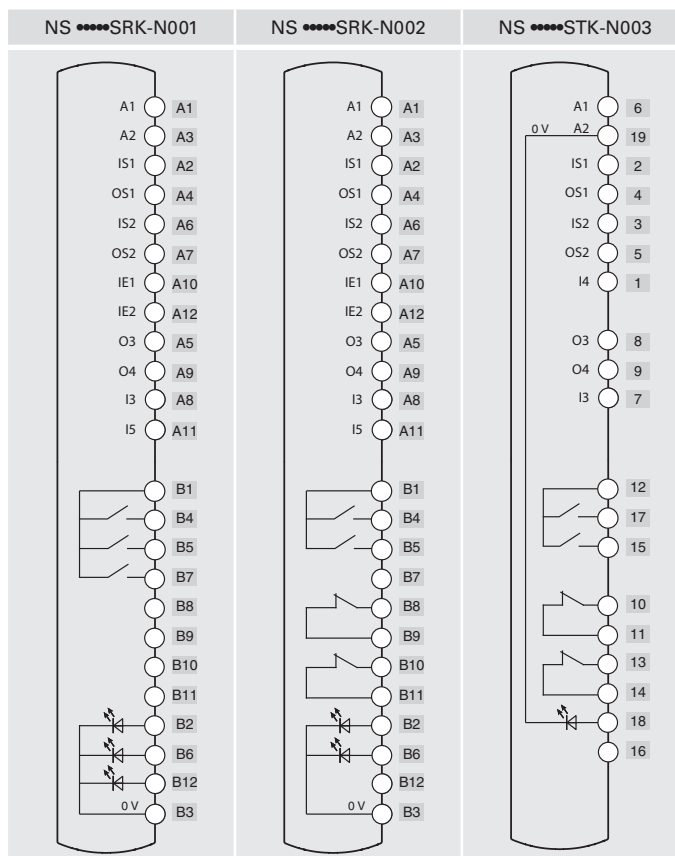 NS •••••SRK-N001
A1 A1
A2 A3
IS1 A2
OS1 A4
IS2 A6
OS2 A7
IE1 A10
IE2 A12
O3 A5
O4 A9
I3 A8
I5 A11
B1
B4
B5
B7
B8
B9
B10
B11
B2
B6
B12
0 V B3
NS •••••SRK-N002
A1 A1
A2 A3
IS1 A2
OS1 A4
IS2 A6
OS2 A7
IE1 A10
IE2 A12
O3 A5
O4 A9
I3 A8
I5 A11
B1
B4
B5
B7
B8
B9
B10
B11
B2
B6
B12
0 V B3
NS •••••STK-N003
A1 6
0 V A2 19
IS1 2
OS1 4
IS2 3
OS2 5
I4 1
O3 8
O4 9
I3 7
12
17
15
10
11
13
14
18
16